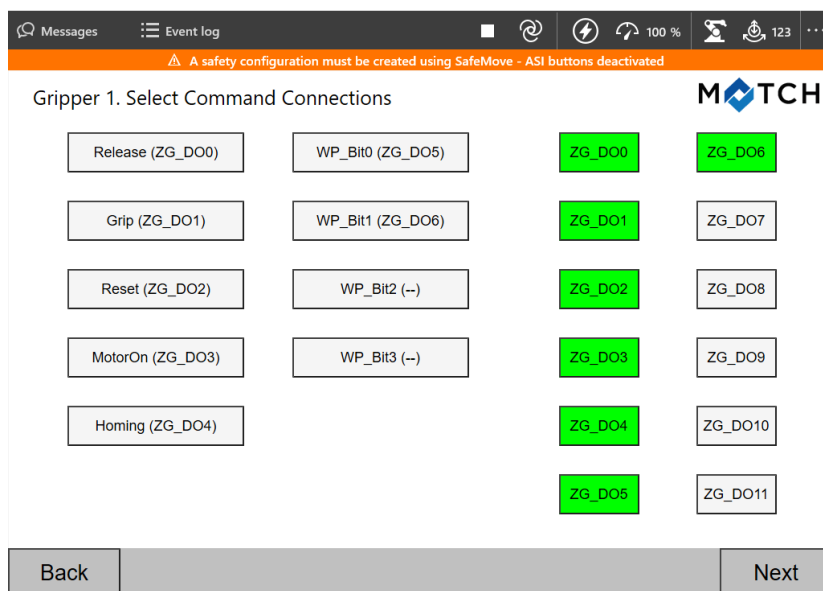 Messages
Event log
100 %
123
A safety configuration must be created using SafeMove - ASI buttons deactivated
Gripper 1. Select Command Connections
MATCH
Release (ZG_DO0)
WP_Bit0 (ZG_DO5)
ZG_DO0
ZG_DO6
Grip (ZG_DO1)
WP_Bit1 (ZG_DO6)
ZG_DO1
ZG_DO7
Reset (ZG_DO2)
WP_Bit2 (--)
ZG_DO2
ZG_DO8
MotorOn (ZG_DO3)
WP_Bit3 (--)
ZG_DO3
ZG_DO9
Homing (ZG_DO4)
ZG_DO4
ZG_DO10
ZG_DO5
ZG_DO11
Back
Next